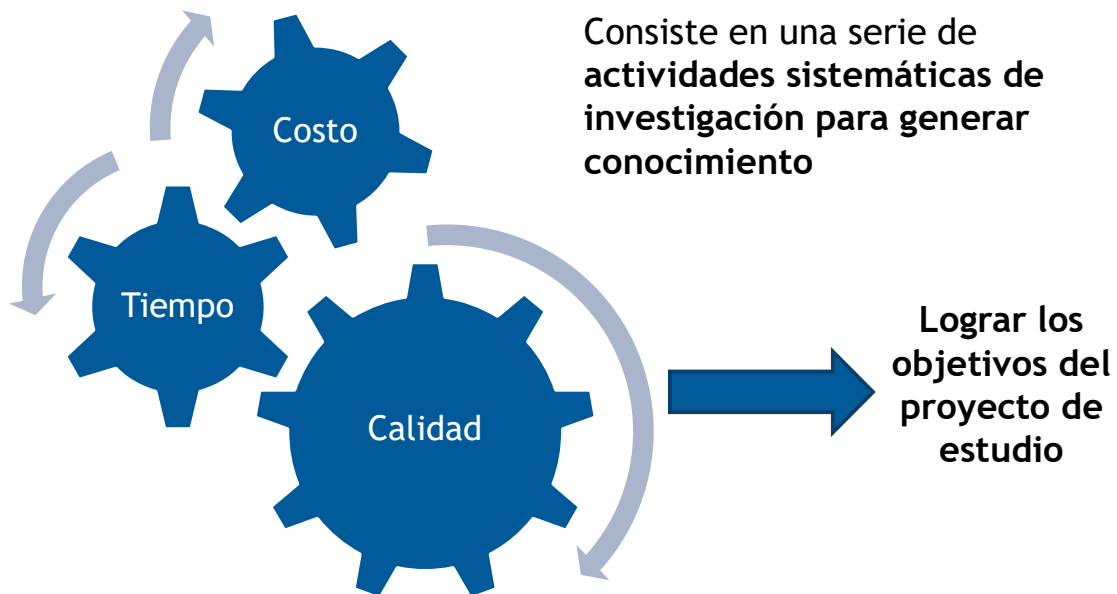 Consiste en una serie de
actividades sistemáticas de
investigación para generar
conocimiento
Costo
Tiempo
Calidad
Lograr los
objetivos del
proyecto de
estudio